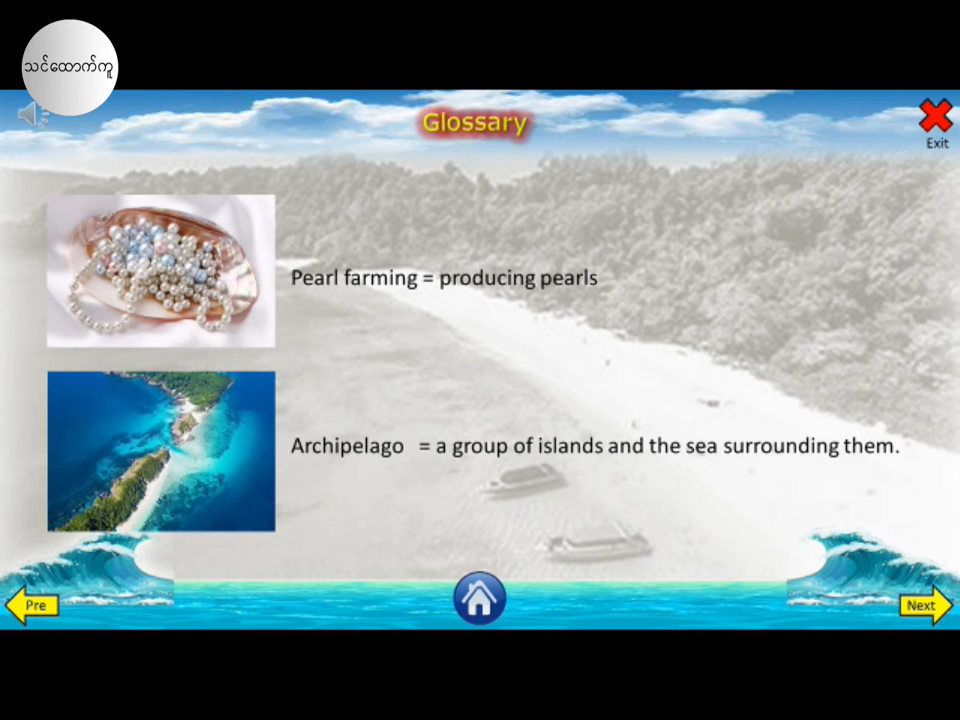 သင်ထောက်ကူ
Glossary
Exit
Pearl farming = producing pearls
Archipelago = a group of islands and the sea surrounding them.
Pre
Next